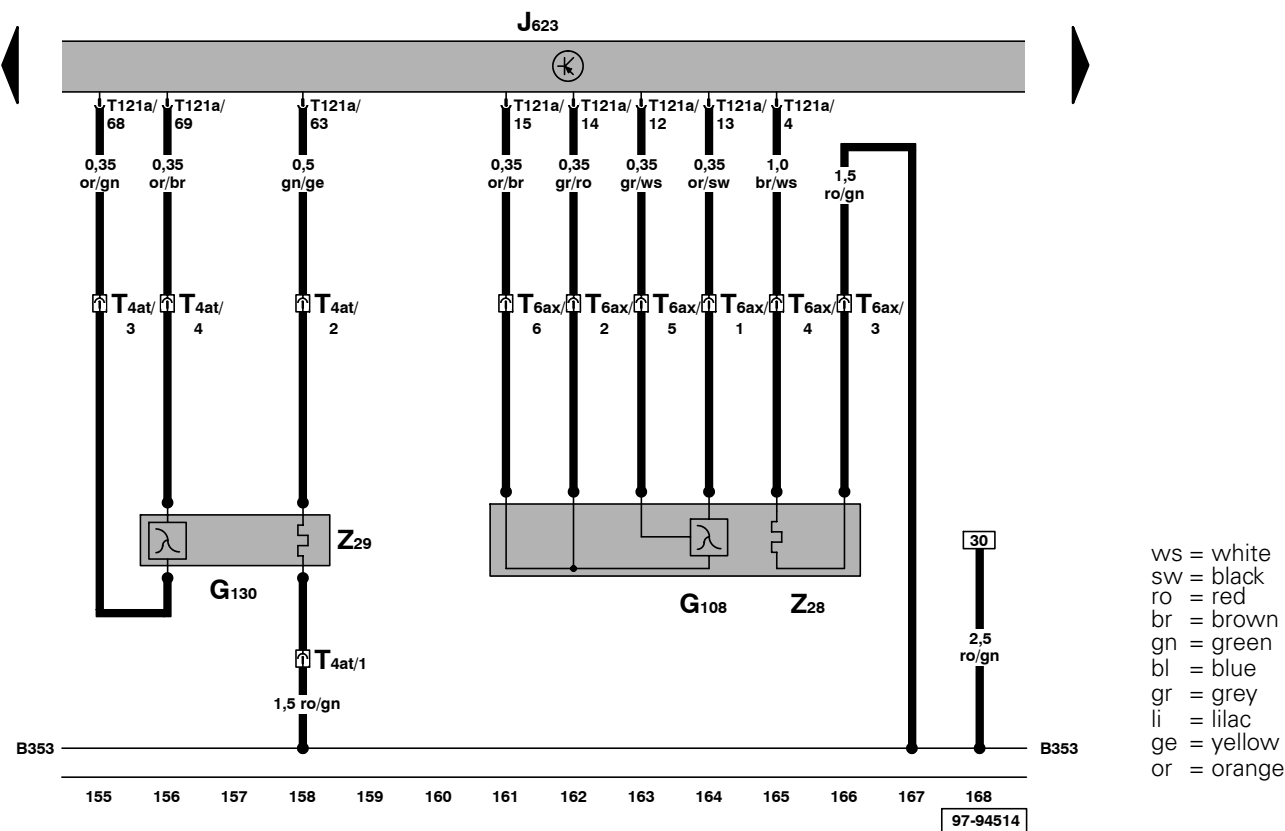 J623
T121a/ T121a/ T121a/ T121a/ T121a/ T121a/ T121a/ T121a/
68 69 63 15 14 12 13 4
0,35 0,35 0,5 0,35 0,35 0,35 0,35 1,0 1,5
or/gn or/br gn/ge or/br gr/ro gr/ws or/sw br/ws ro/gn
T4at/ T4at/ T4at/ T6ax/ T6ax/ T6ax/ T6ax/ T6ax/ T6ax/
3 4 2 6 2 5 1 4 3
Z29
30
G130
G108 Z28
2,5
ro/gn
T4at/1
1,5 ro/gn
B353 B353
155 156 157 158 159 160 161 162 163 164 165 166 167 168
97-94514
ws = white
sw = black
ro = red
br = brown
gn = green
bl = blue
gr = grey
li = lilac
ge = yellow
or = orange